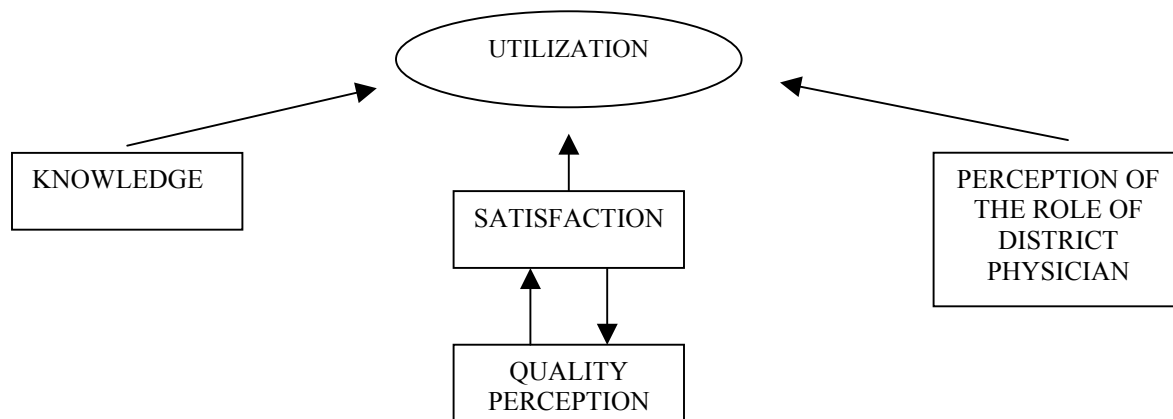 UTILIZATION
KNOWLEDGE
SATISFACTION
PERCEPTION OF
THE ROLE OF
DISTRICT
PHYSICIAN
QUALITY
PERCEPTION